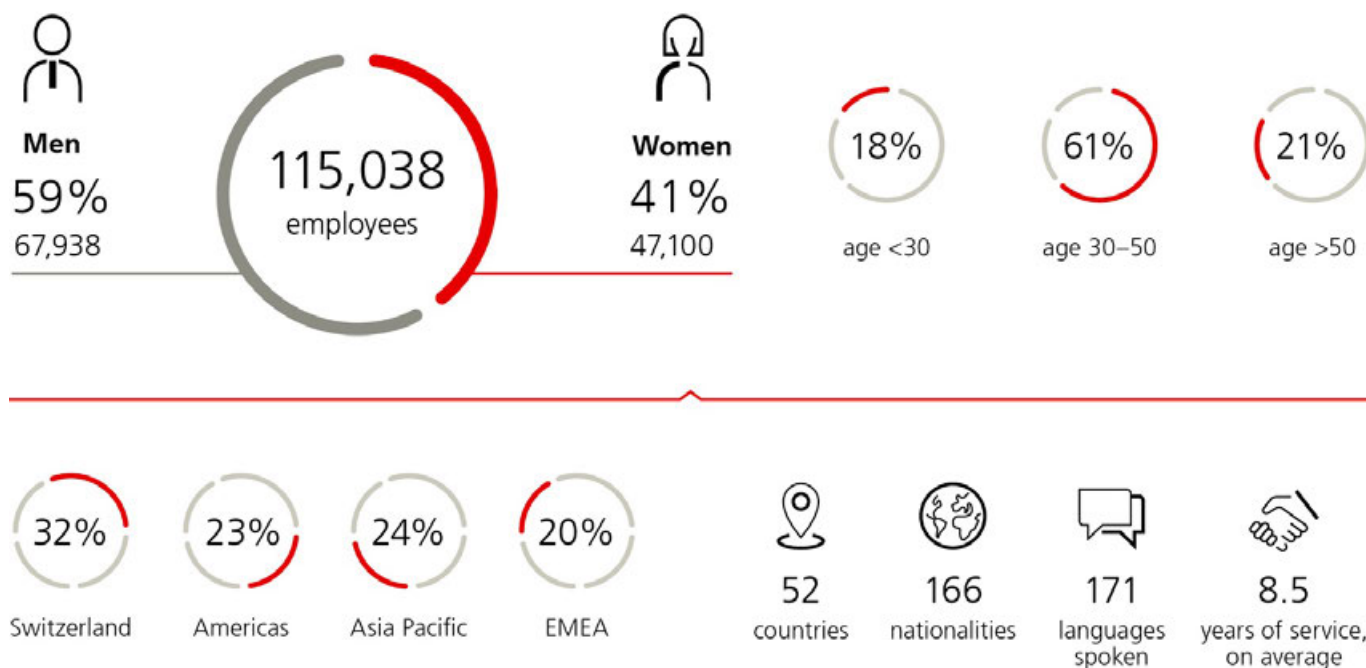 Men
59%
67,938
115,038
employees
Women
41%
47,100
18%
age <30
61%
age 30–50
21%
age >50
32%
Switzerland
23%
Americas
24%
Asia Pacific
20%
EMEA
52
countries
166
nationalities
171
languages
spoken
8.5
years of service,
on average